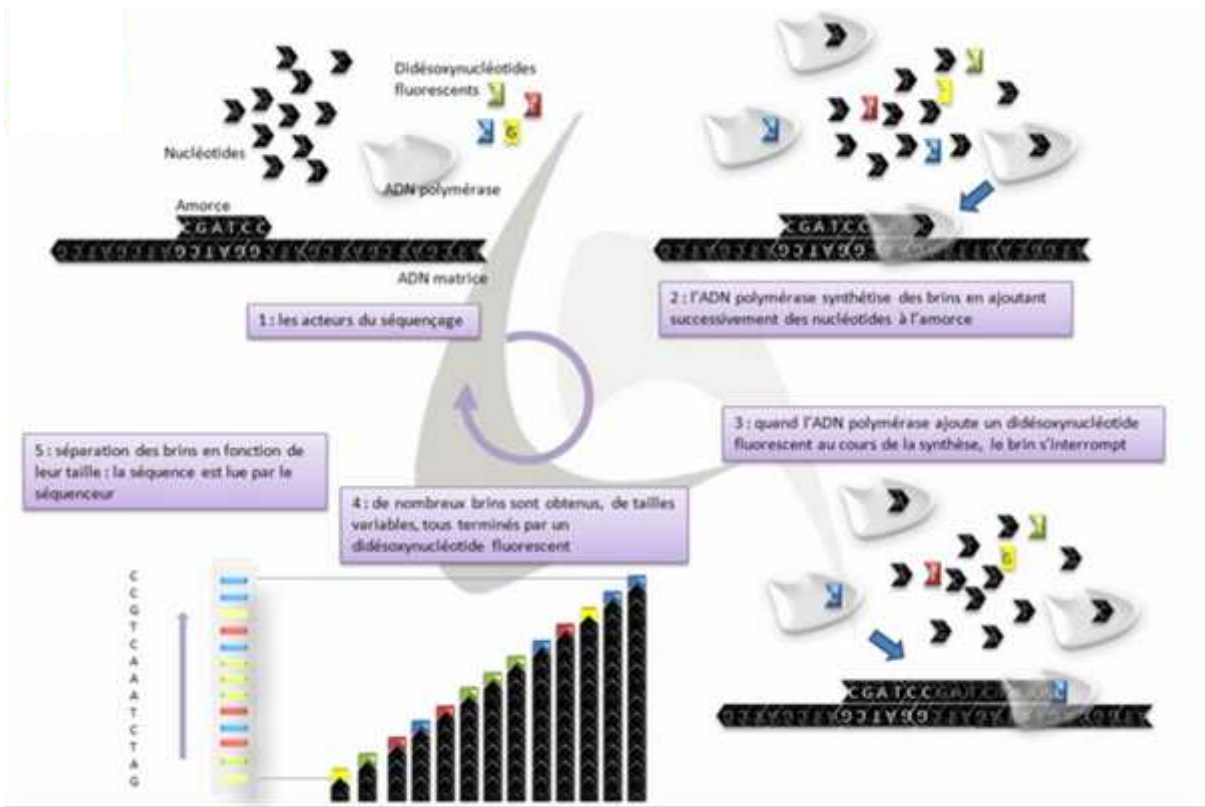 Didésoxynucléotides
fluorescents
G
Nucléotides
ADN polymérase
Amorce
CGATCC
GCTAGG
ADN matrice
1 : les acteurs du séquençage
CGATCC
GCTAGG
2 : l'ADN polymérase synthétise des brins en ajoutant
successivement des nucléotides à l'amorce
3 : quand l'ADN polymérase ajoute un didésoxynucléotide
fluorescent au cours de la synthèse, le brin s'interrompt
G
CGATCC
GCTAGG
5 : séparation des brins en fonction de
leur taille : la séquence est lue par le
séquenceur
4 : de nombreux brins sont obtenus, de tailles
variables, tous terminés par un
didésoxynucléotide fluorescent
C
C
G
T
C
A
A
A
T
C
T
A
G